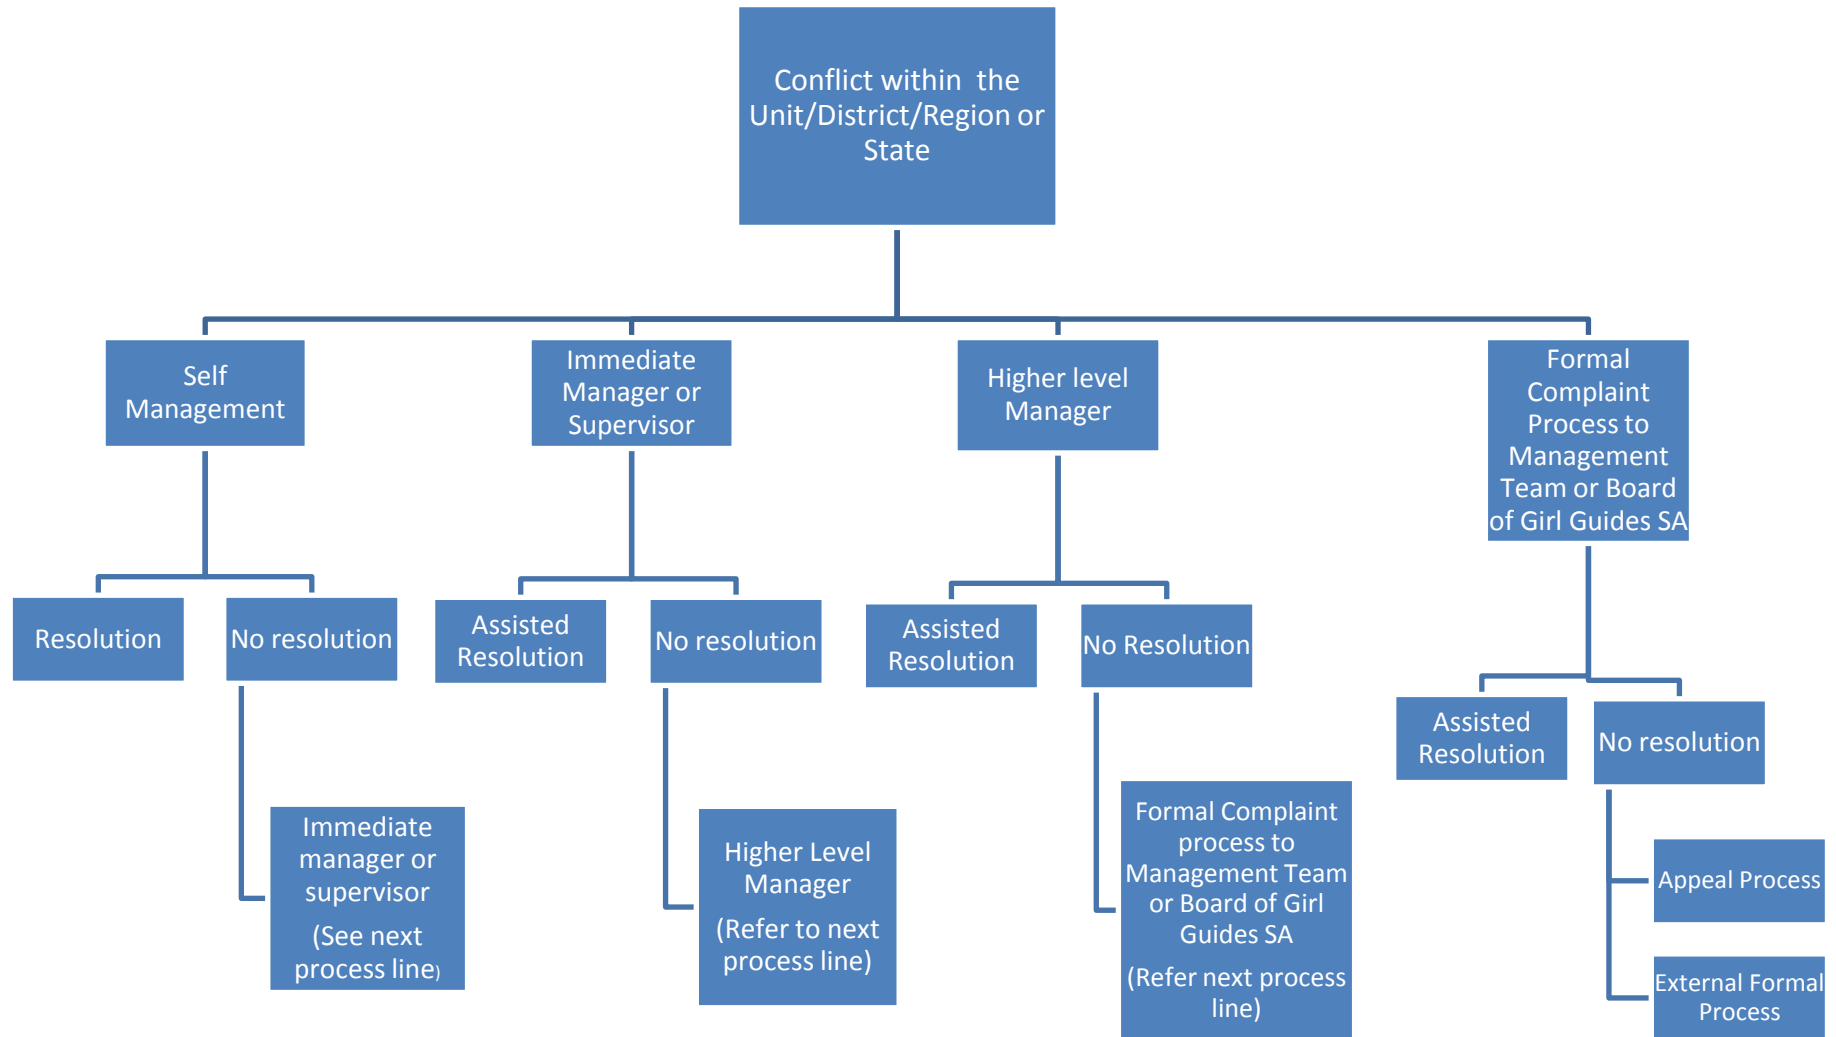 Conflict within the
Unit/District/Region or
State
Self
Management
Immediate
Manager or
Supervisor
Higher level
Manager
Formal
Complaint
Process to
Management
Team or Board
of Girl Guides SA
Resolution
No resolution
Assisted
Resolution
No resolution
Assisted
Resolution
No Resolution
Assisted
Resolution
No resolution
Immediate
manager or
supervisor
(See next
process line)
Higher Level
Manager
(Refer to next
process line)
Formal Complaint
process to
Management Team
or Board of Girl
Guides SA
(Refer next process
line)
Appeal Process
External Formal
Process